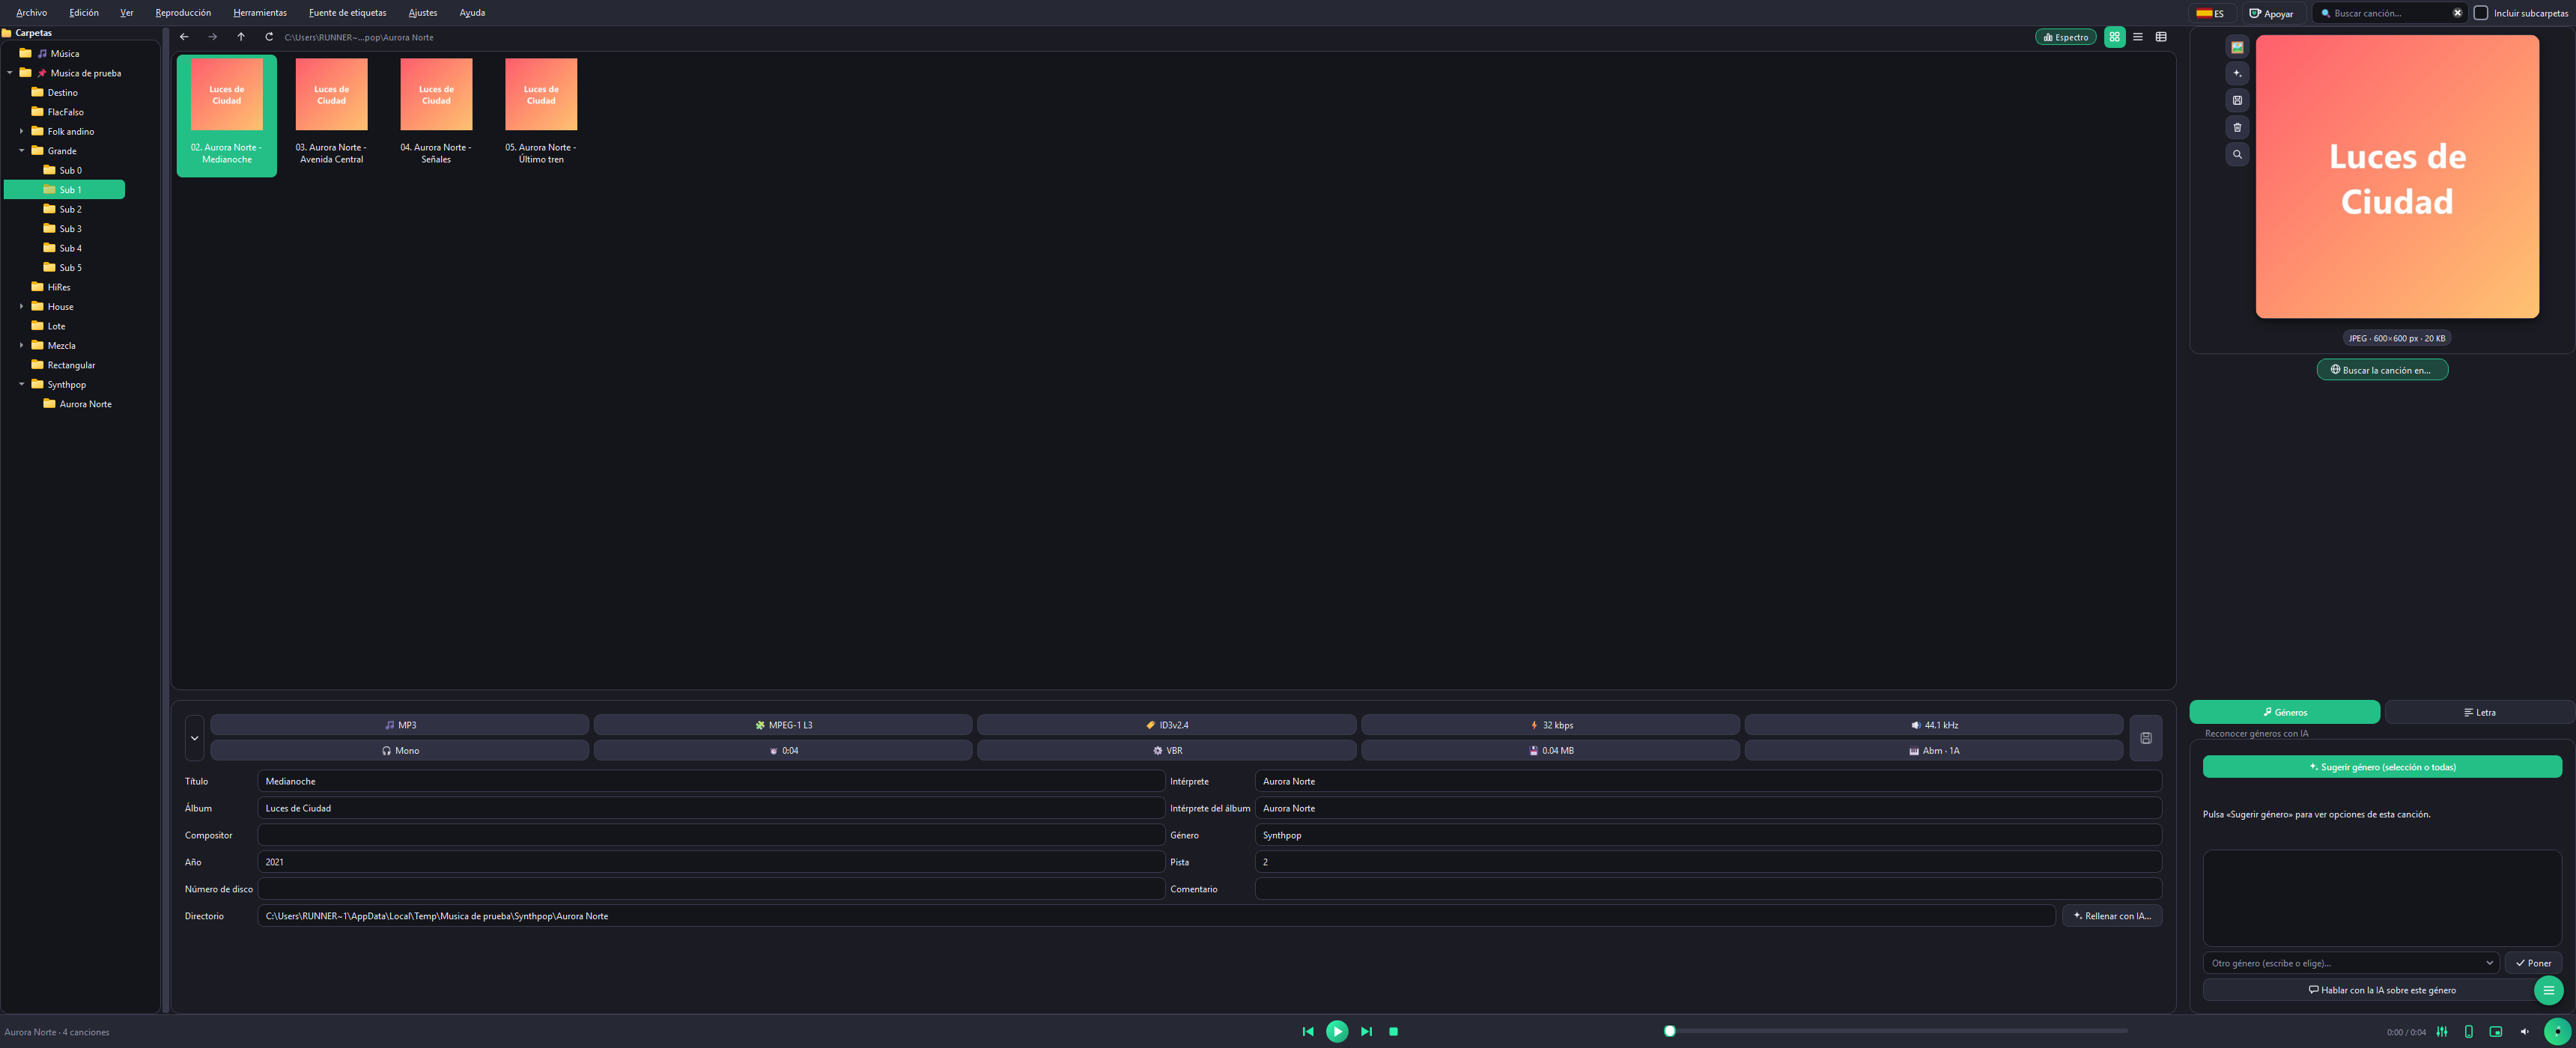 Archivo Edición Ver Reproducción Herramientas Fuente de etiquetas Ajustes Ayuda
ES Apoyar Buscar canción... Incluir subcarpetas
Carpetas
Música
Musica de prueba
Destino
FlacFalso
Folk andino
Grande
Sub 0
Sub 1
Sub 2
Sub 3
Sub 4
Sub 5
HiRes
House
Lote
Mezcla
Rectangular
Synthpop
Aurora Norte
C:\Users\RUNNER~...pop\Aurora Norte
Espectro
Luces de
Ciudad
02. Aurora Norte -
Medianoche
Luces de
Ciudad
03. Aurora Norte -
Avenida Central
Luces de
Ciudad
04. Aurora Norte -
Señales
Luces de
Ciudad
05. Aurora Norte -
Último tren
Luces de
Ciudad
JPEG · 600×600 px · 20 KB
Buscar la canción en...
MP3 MPEG-1 L3 ID3v2.4 32 kbps 44.1 kHz
Mono 0:04 VBR 0.04 MB Abm · 1A
Título Medianoche Intérprete Aurora Norte
Álbum Luces de Ciudad Intérprete del álbum Aurora Norte
Compositor Género Synthpop
Año 2021 Pista 2
Número de disco Comentario
Directorio C:\Users\RUNNER~1\AppData\Local\Temp\Musica de prueba\Synthpop\Aurora Norte Rellenar con IA...
Géneros Letra
Reconocer géneros con IA
Sugerir género (selección o todas)
Pulsa «Sugerir género» para ver opciones de esta canción.
Otro género (escribe o elige)... Poner
Hablar con la IA sobre este género
Aurora Norte · 4 canciones
0:00 / 0:04